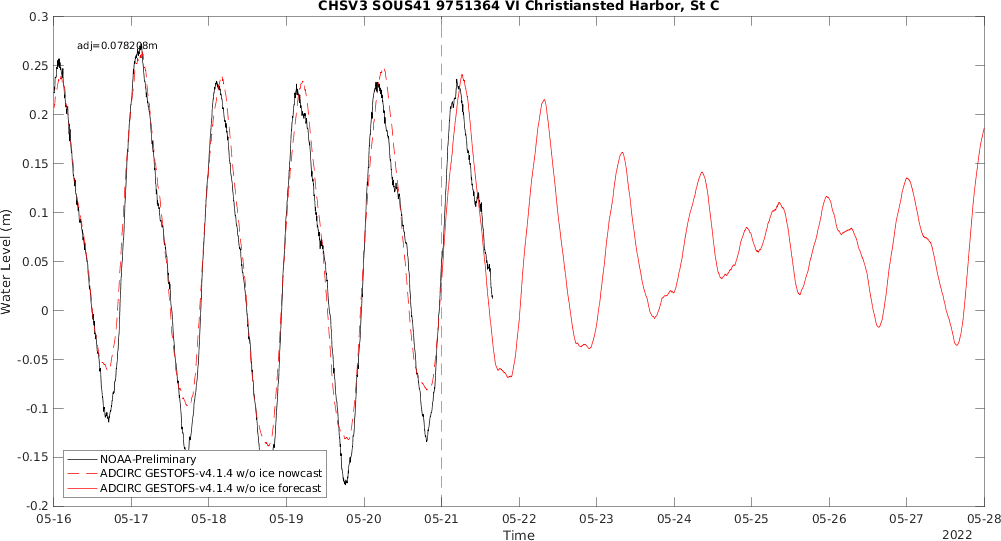 CHSV3 SOUS41 9751364 VI Christiansted Harbor, St C
adj=0.078208m
0.3
0.25
0.2
0.15
0.1
0.05
0
-0.05
-0.1
-0.15
-0.2
Water Level (m)
NOAA-Preliminary
ADCIRC GESTOFS-v4.1.4 w/o ice nowcast
ADCIRC GESTOFS-v4.1.4 w/o ice forecast
05-16 05-17 05-18 05-19 05-20 05-21 05-22 05-23 05-24 05-25 05-26 05-27 05-28
Time
2022